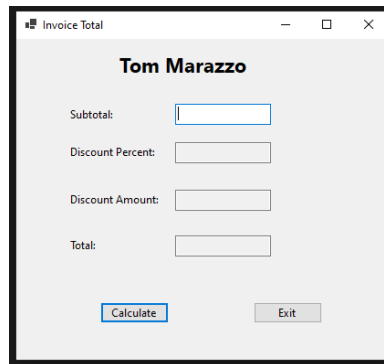 Invoice Total
Tom Marazzo
Subtotal:
Discount Percent:
Discount Amount:
Total:
Calculate Exit